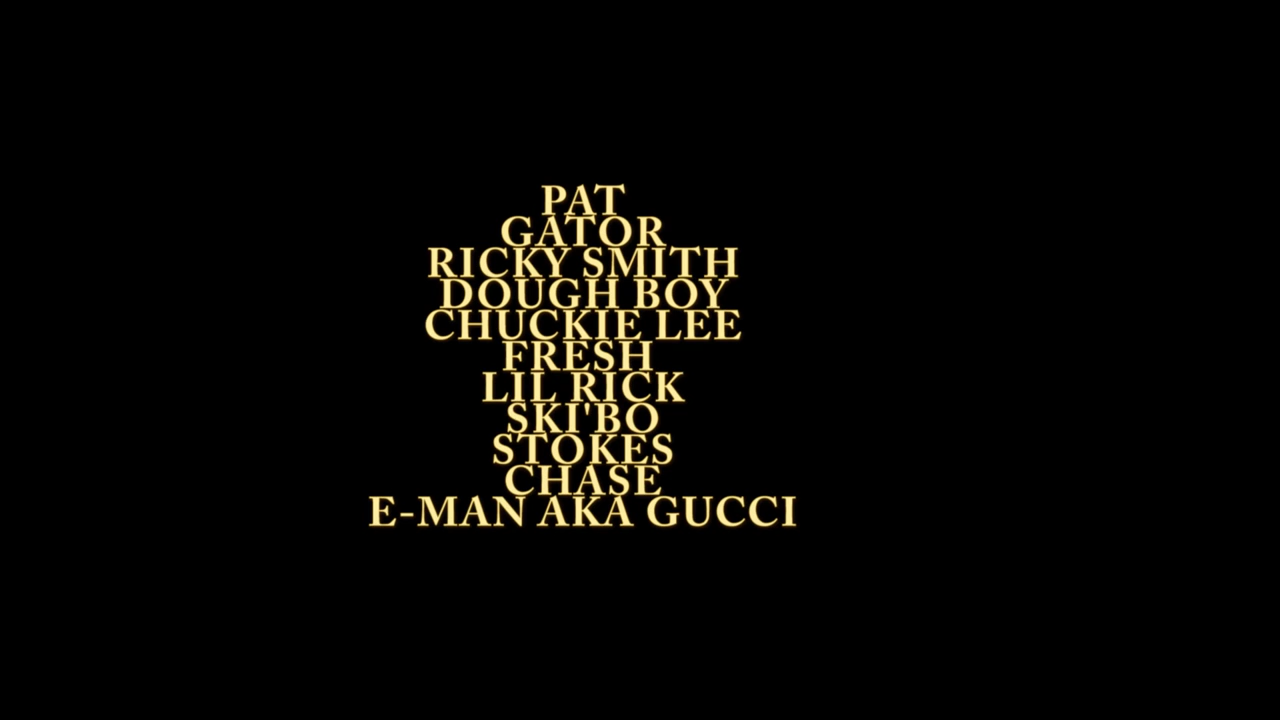 PAT
GATOR
RICKY SMITH
DOUGH BOY
CHUCKIE LEE
FRESH
LIL RICK
SKI'BO
STOKES
CHASE
E-MAN AKA GUCCI